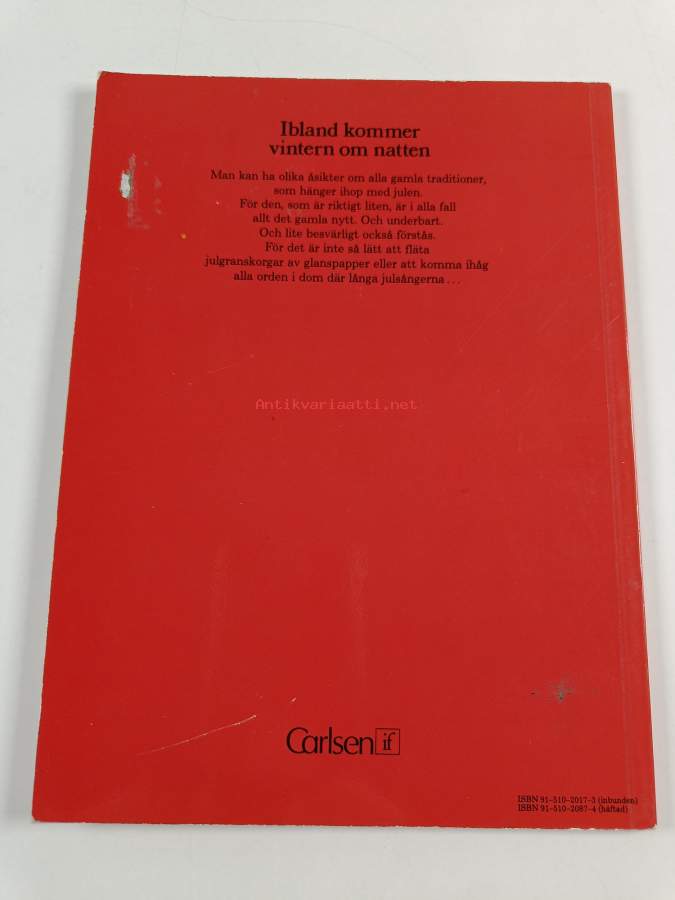 Ibland kommer
vintern om natten
Man kan ha olika åsikter om alla gamla traditioner,
som hänger ihop med julen.
För den, som är riktigt liten, är i alla fall
allt det gamla nytt. Och underbart.
Och lite besvärligt också förstås.
För det är inte så lätt att fläta
julgranskorgar av glanspapper eller att komma ihåg
alla orden i dom där långa julsångerna . . .
Antikvariaatti.net
Carlsen if
ISBN 91-510-2017-3 (inbunden)
ISBN 91-510-2087-4 (häftad)